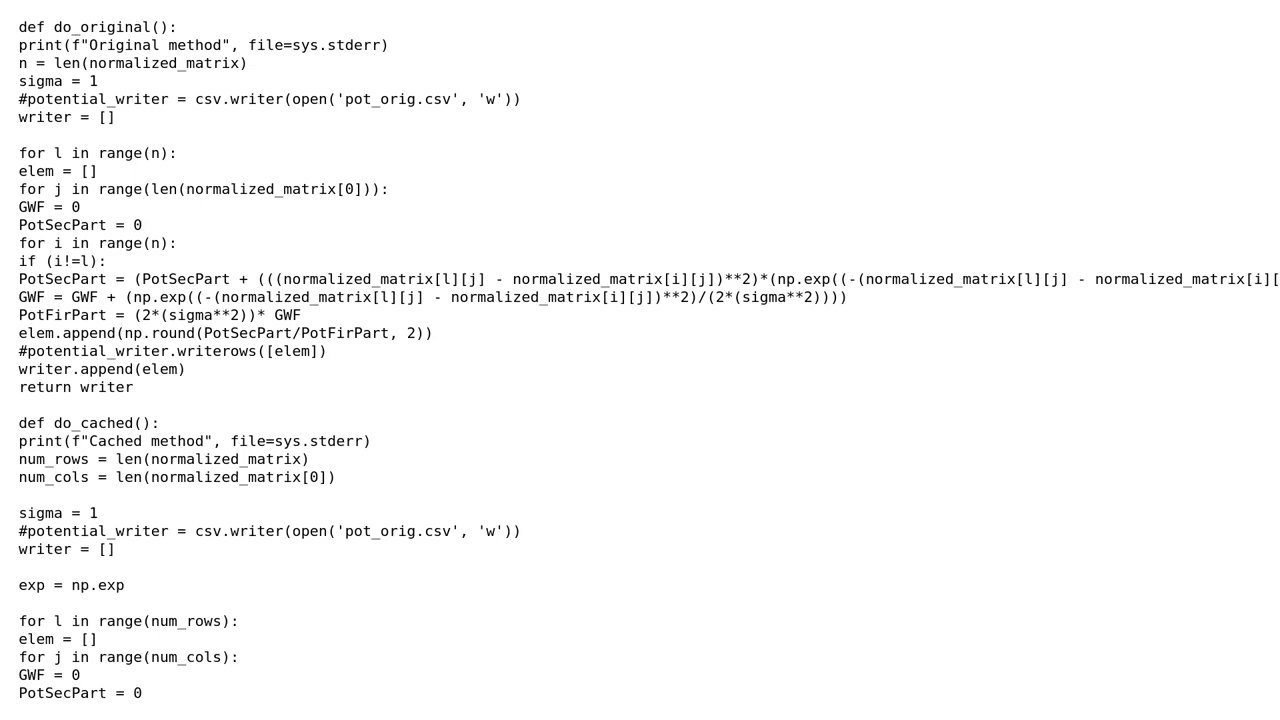 def do_original():
print(f"Original method", file=sys.stderr)
n = len(normalized_matrix)
sigma = 1
#potential_writer = csv.writer(open('pot_orig.csv', 'w'))
writer = []

for l in range(n):
elem = []
for j in range(len(normalized_matrix[0])):
GWF = 0
PotSecPart = 0
for i in range(n):
if (i!=l):
PotSecPart = (PotSecPart + (((normalized_matrix[l][j] - normalized_matrix[i][j])**2)*(np.exp((-(normalized_matrix[l][j] - normalized_matrix[i][
GWF = GWF + (np.exp((-(normalized_matrix[l][j] - normalized_matrix[i][j])**2)/(2*(sigma**2))))
PotFirPart = (2*(sigma**2))* GWF
elem.append(np.round(PotSecPart/PotFirPart, 2))
#potential_writer.writerows([elem])
writer.append(elem)
return writer

def do_cached():
print(f"Cached method", file=sys.stderr)
num_rows = len(normalized_matrix)
num_cols = len(normalized_matrix[0])

sigma = 1
#potential_writer = csv.writer(open('pot_orig.csv', 'w'))
writer = []

exp = np.exp

for l in range(num_rows):
elem = []
for j in range(num_cols):
GWF = 0
PotSecPart = 0